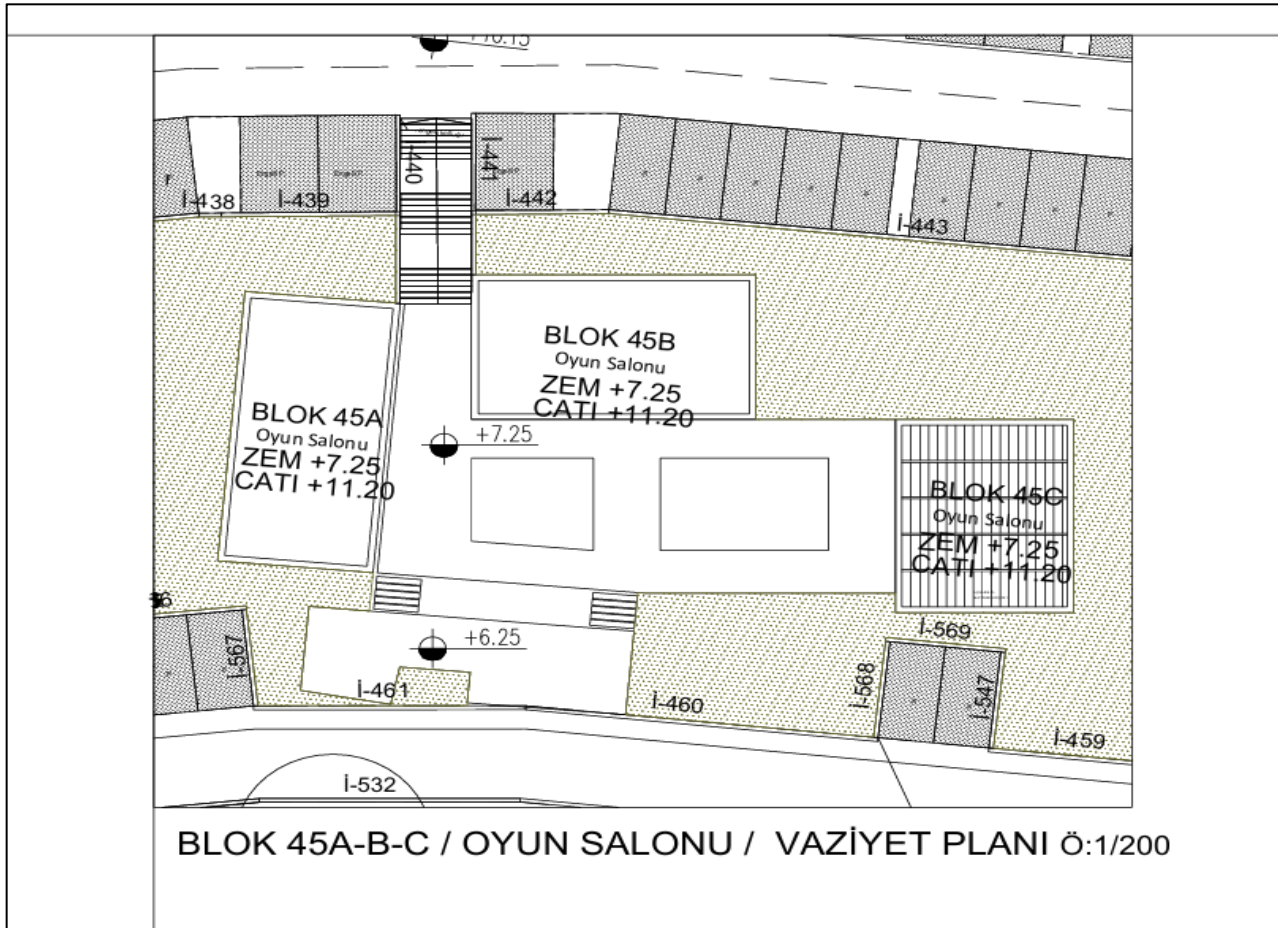 +10.15
İ-440
İ-441
İ-438
İ-439
İ-442
İ-443
BLOK 45B
Oyun Salonu
ZEM +7.25
CATI +11.20
BLOK 45A
Oyun Salonu
ZEM +7.25
CATI +11.20
+7.25
BLOK 45C
Oyun Salonu
ZEM +7.25
CATI +11.20
+6.25
İ-567
İ-569
İ-568
İ-547
İ-461
İ-460
İ-459
İ-532
BLOK 45A-B-C / OYUN SALONU / VAZİYET PLANI Ö:1/200